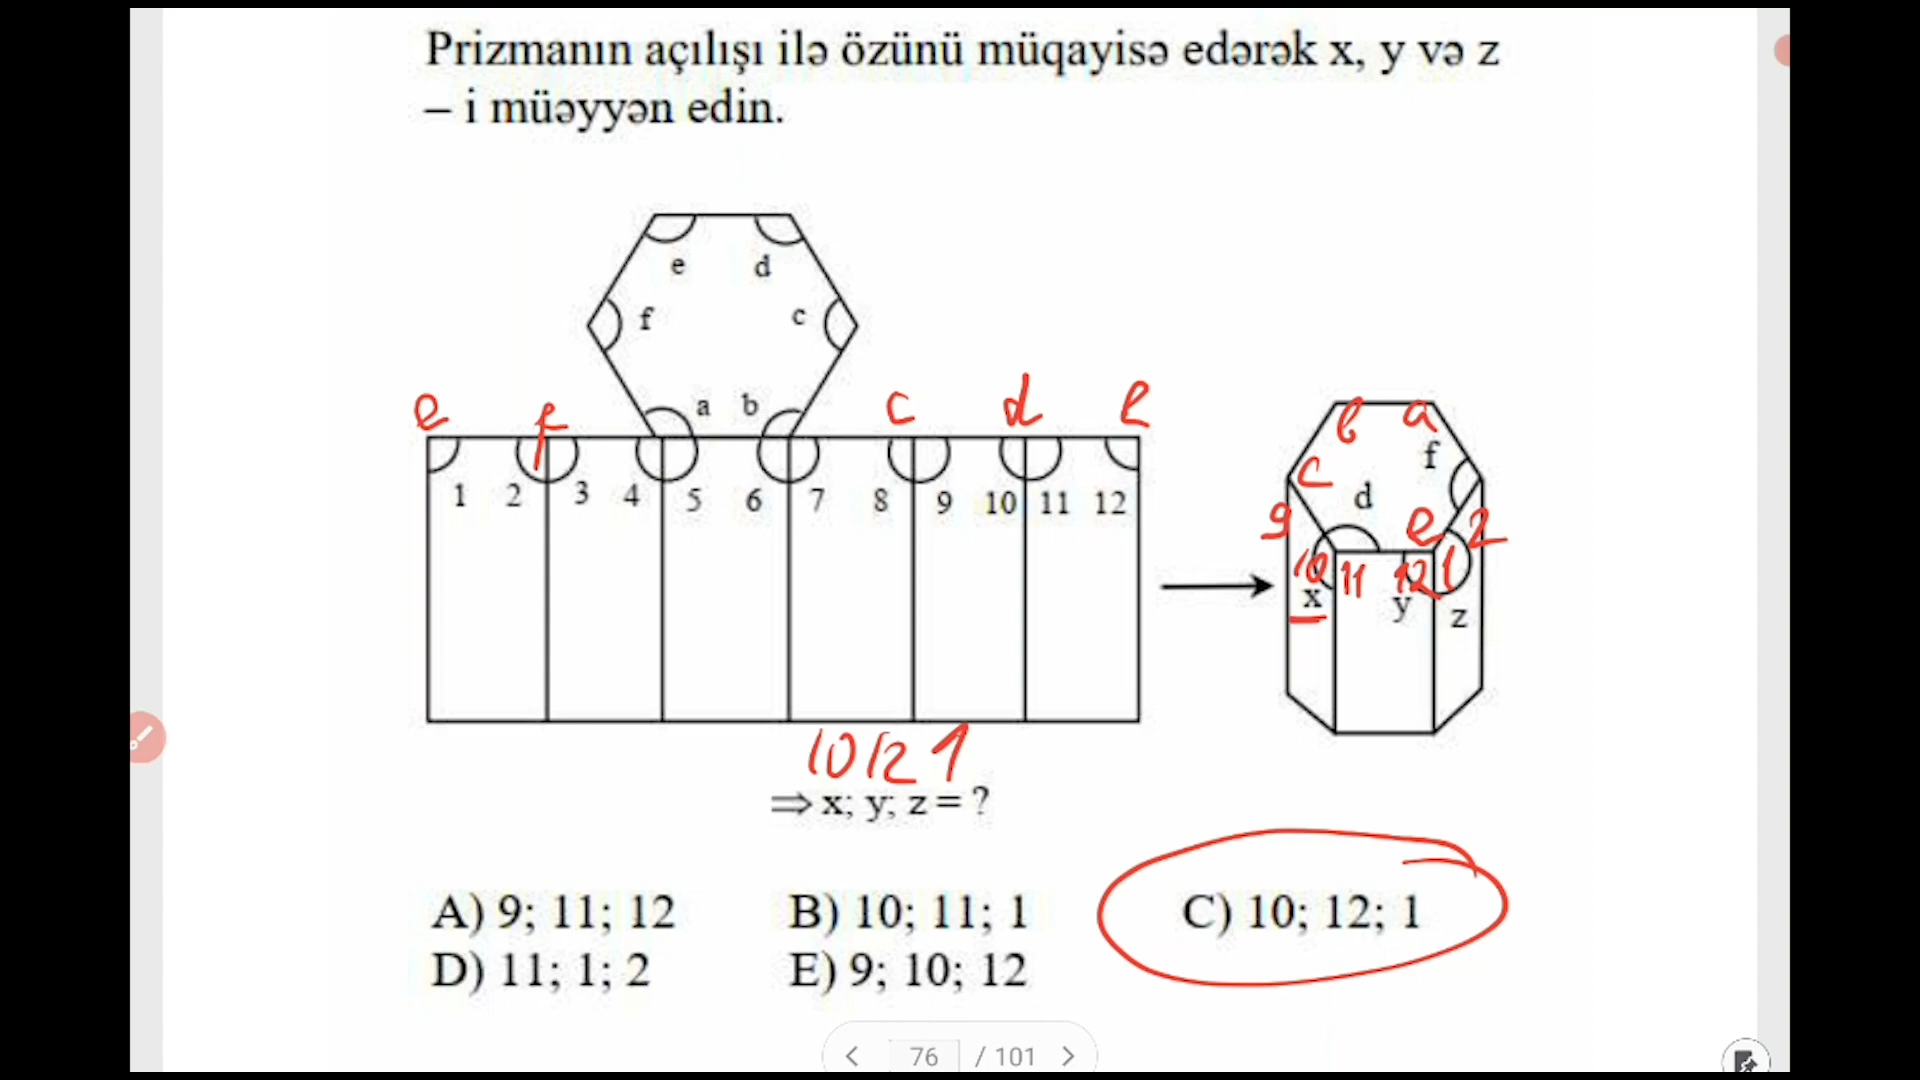 Prizmanın açılışı ilə özünü müqayisə edərək x, y və z
– i müəyyən edin.
e d
f c
a b
e f c d e
1 2 3 4 5 6 7 8 9 10 11 12
b a
c f
d
9 e 2
10 11 12 1
x y z
10 12 1
⇒ x; y; z = ?
A) 9; 11; 12 B) 10; 11; 1 C) 10; 12; 1
D) 11; 1; 2 E) 9; 10; 12
76 / 101